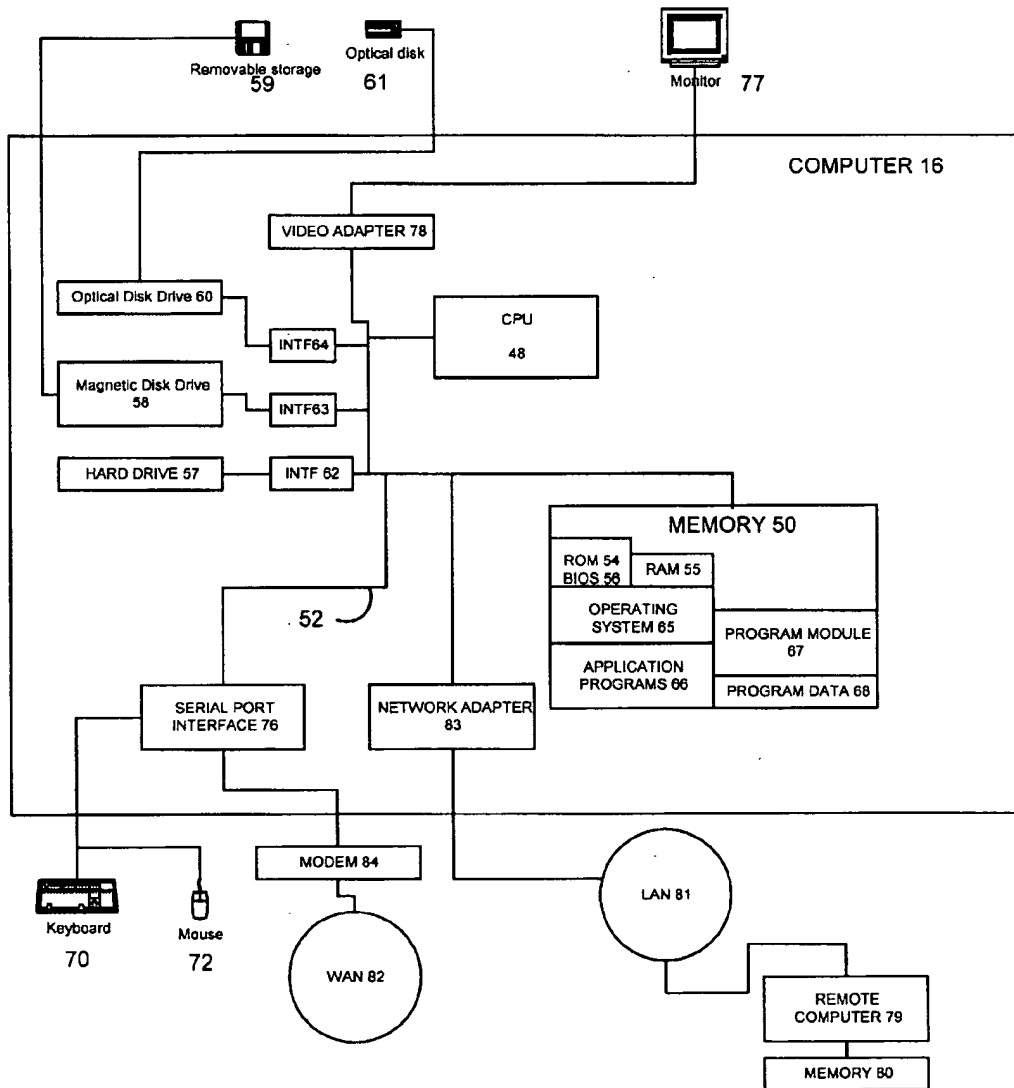 Removable storage
59
Optical disk
61
Monitor
77
COMPUTER 16
VIDEO ADAPTER 78
Optical Disk Drive 60
INTF64
CPU
48
Magnetic Disk Drive
58
INTF63
HARD DRIVE 57
INTF 62
MEMORY 50
ROM 54
BIOS 56
RAM 55
OPERATING
SYSTEM 65
PROGRAM MODULE
67
APPLICATION
PROGRAMS 66
PROGRAM DATA 68
52
SERIAL PORT
INTERFACE 76
NETWORK ADAPTER
83
MODEM 84
LAN 81
Keyboard
70
Mouse
72
WAN 82
REMOTE
COMPUTER 79
MEMORY 80